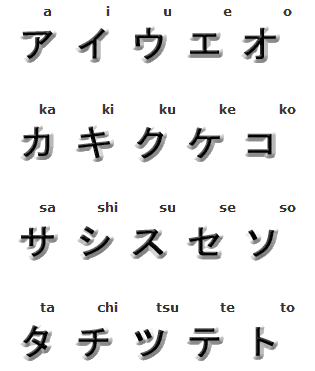 a i u e o
ア イ ウ エ オ
ka ki ku ke ko
カ キ ク ケ コ
sa shi su se so
サ シ ス セ ソ
ta chi tsu te to
タ チ ツ テ ト